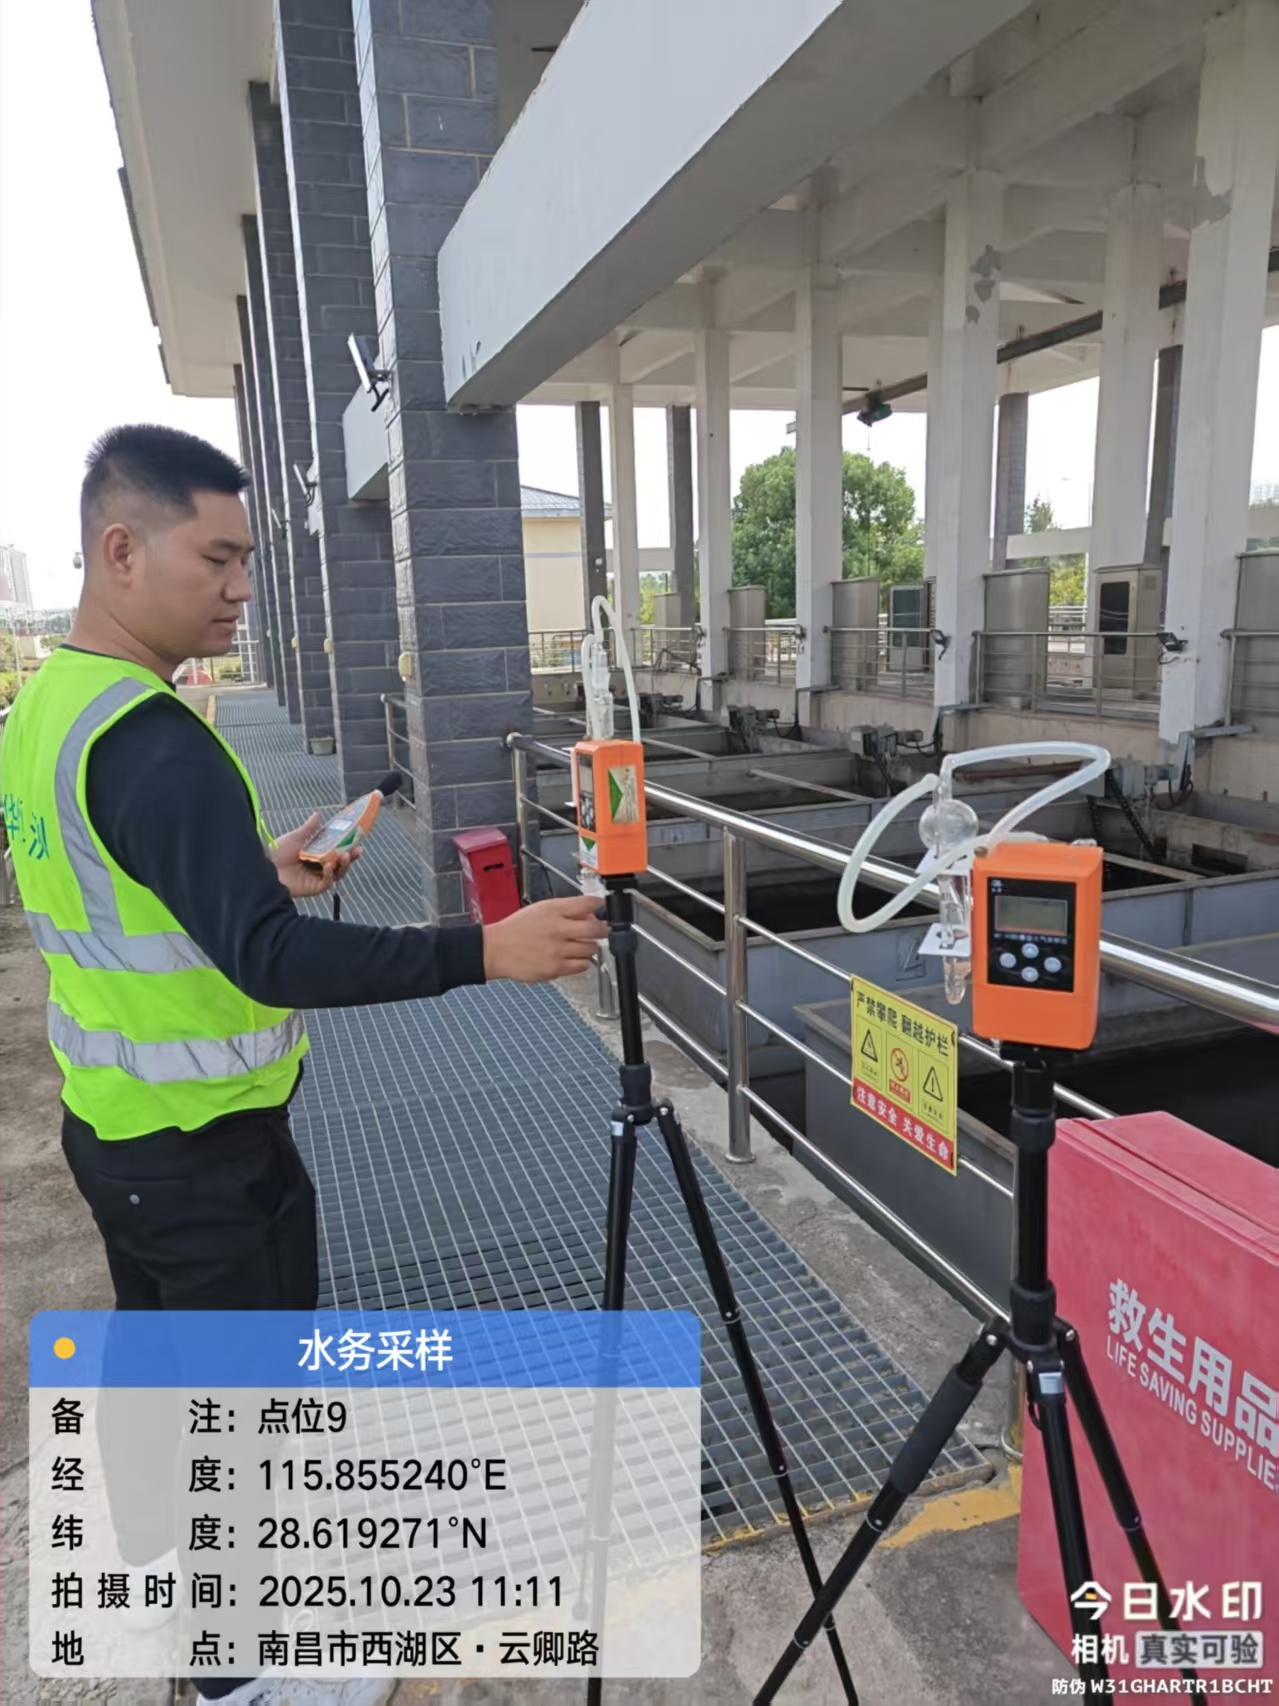 严禁攀爬 翻越护栏
注意安全 关爱生命
救生用品
LIFE SAVING SUPPLIE
水务采样
备注：点位9
经度：115.855240°E
纬度：28.619271°N
拍摄时间：2025.10.23 11:11
地点：南昌市西湖区·云卿路
今日水印
相机 真实可验
防伪 W31GHARTR1BCHT